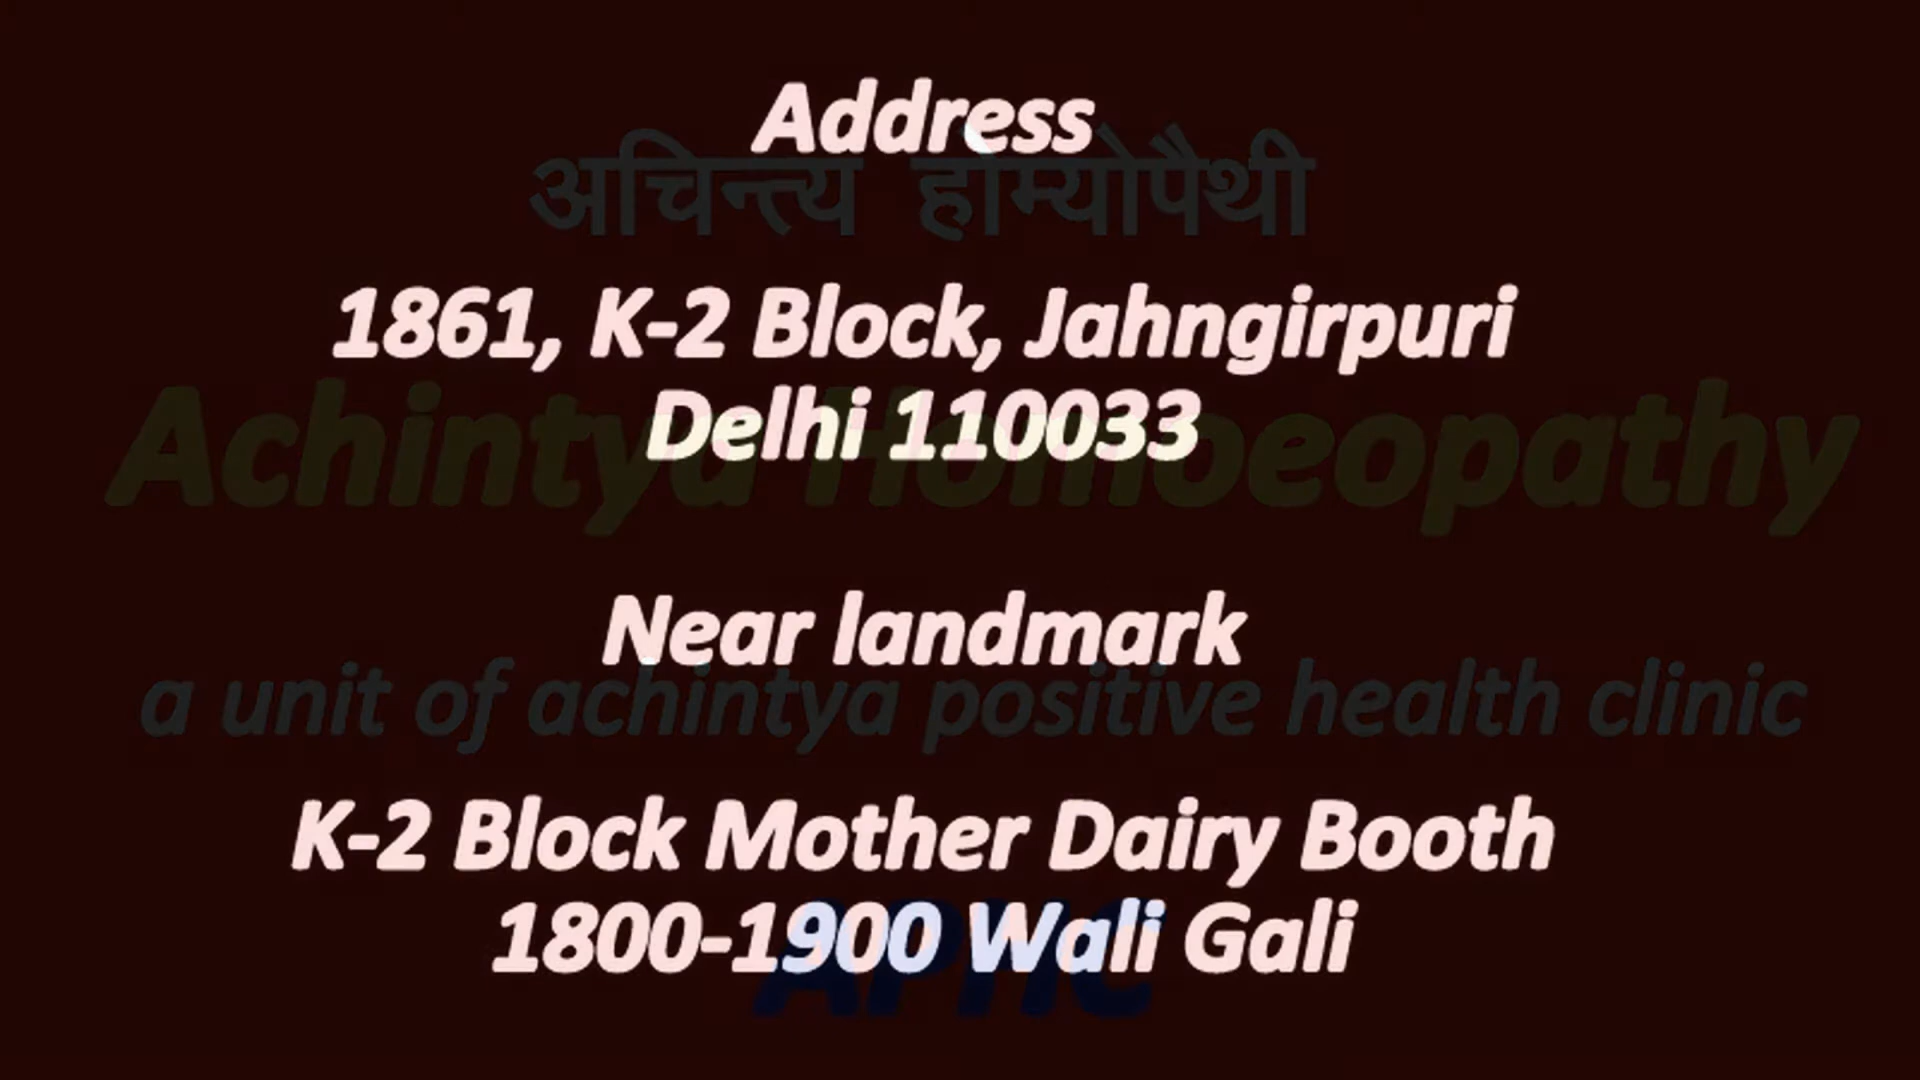 Address
अचिन्त्य होम्योपैथी
1861, K-2 Block, Jahngirpuri
Delhi 110033
Achintya Homoeopathy
Near landmark
a unit of achintya positive health clinic
K-2 Block Mother Dairy Booth
1800-1900 Wali Gali
APHC